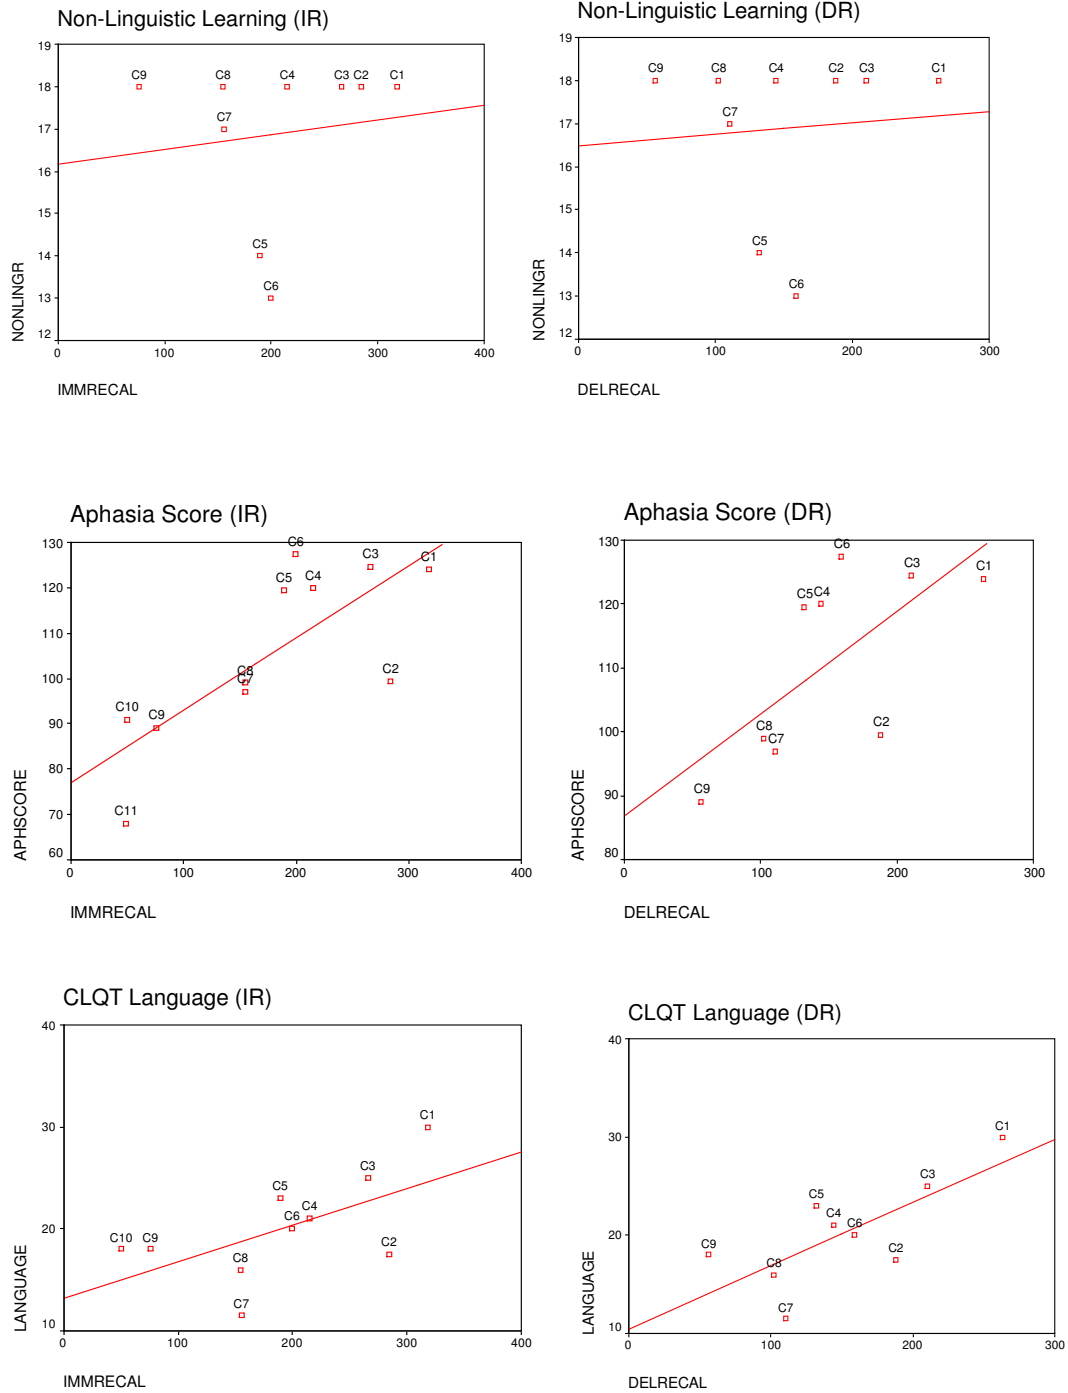 Non-Linguistic Learning (IR)
19
18
17
16
15
14
13
12
C9
C8
C4
C3
C2
C1
C7
C5
C6
NONLINGR
0
100
200
300
400
IMMRECAL
Non-Linguistic Learning (DR)
19
18
17
16
15
14
13
12
C9
C8
C4
C2
C3
C1
C7
C5
C6
NONLINGR
0
100
200
300
DELRECAL
Aphasia Score (IR)
130
120
110
100
90
80
70
60
C6
C3
C1
C5
C4
C8
C7
C2
C10
C9
C11
APHSCORE
0
100
200
300
400
IMMRECAL
Aphasia Score (DR)
130
120
110
100
90
80
C6
C3
C1
C5
C4
C8
C7
C2
C9
APHSCORE
0
100
200
300
DELRECAL
CLQT Language (IR)
40
30
20
10
C1
C3
C5
C4
C6
C10
C9
C2
C8
C7
LANGUAGE
0
100
200
300
400
IMMRECAL
CLQT Language (DR)
40
30
20
10
C1
C3
C5
C4
C6
C9
C2
C8
C7
LANGUAGE
0
100
200
300
DELRECAL